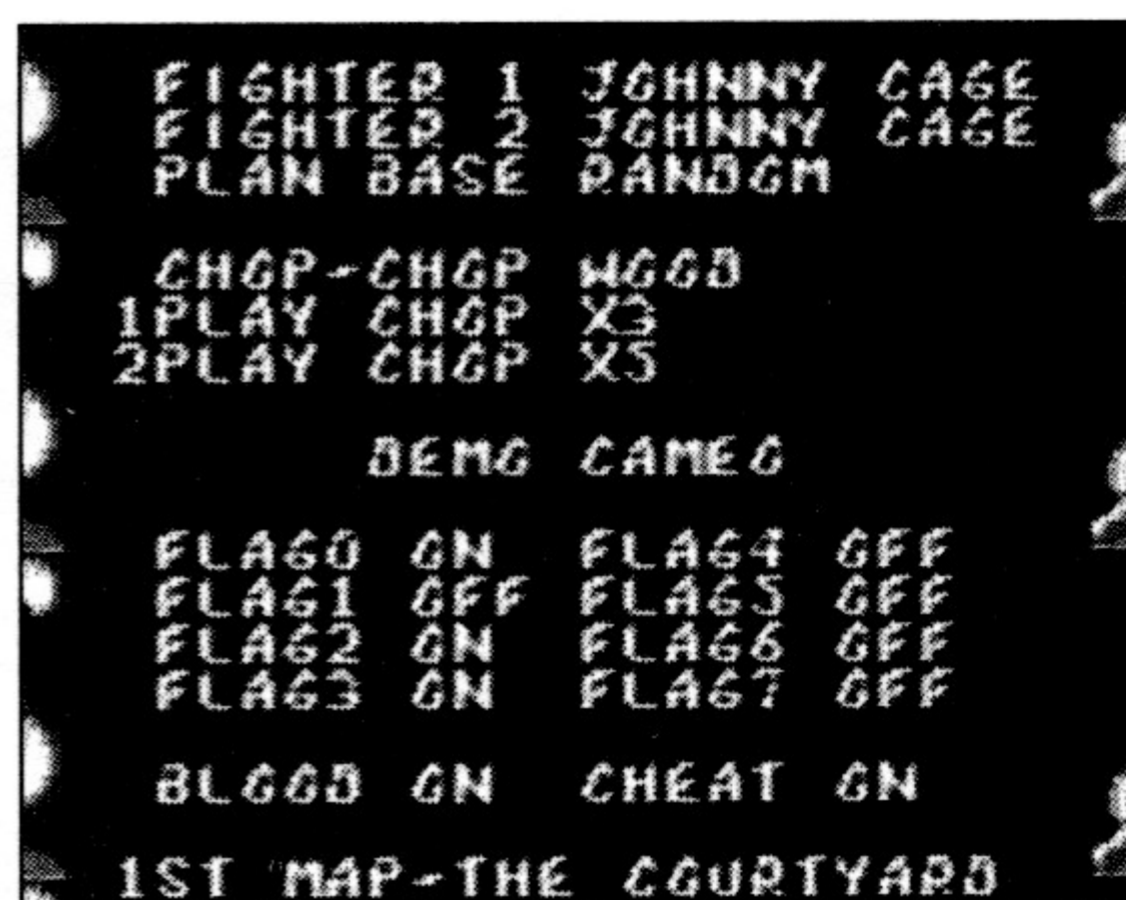 FIGHTER 1 JOHNNY CAGE
FIGHTER 2 JOHNNY CAGE
PLAN BASE RANDOM
CHOP-CHOP WOOD
1PLAY CHOP X3
2PLAY CHOP X5
DEMO CAMEO
FLAG0 ON FLAG4 OFF
FLAG1 OFF FLAG5 OFF
FLAG2 ON FLAG6 OFF
FLAG3 ON FLAG7 OFF
BLOOD ON CHEAT ON
1ST MAP-THE COURTYARD